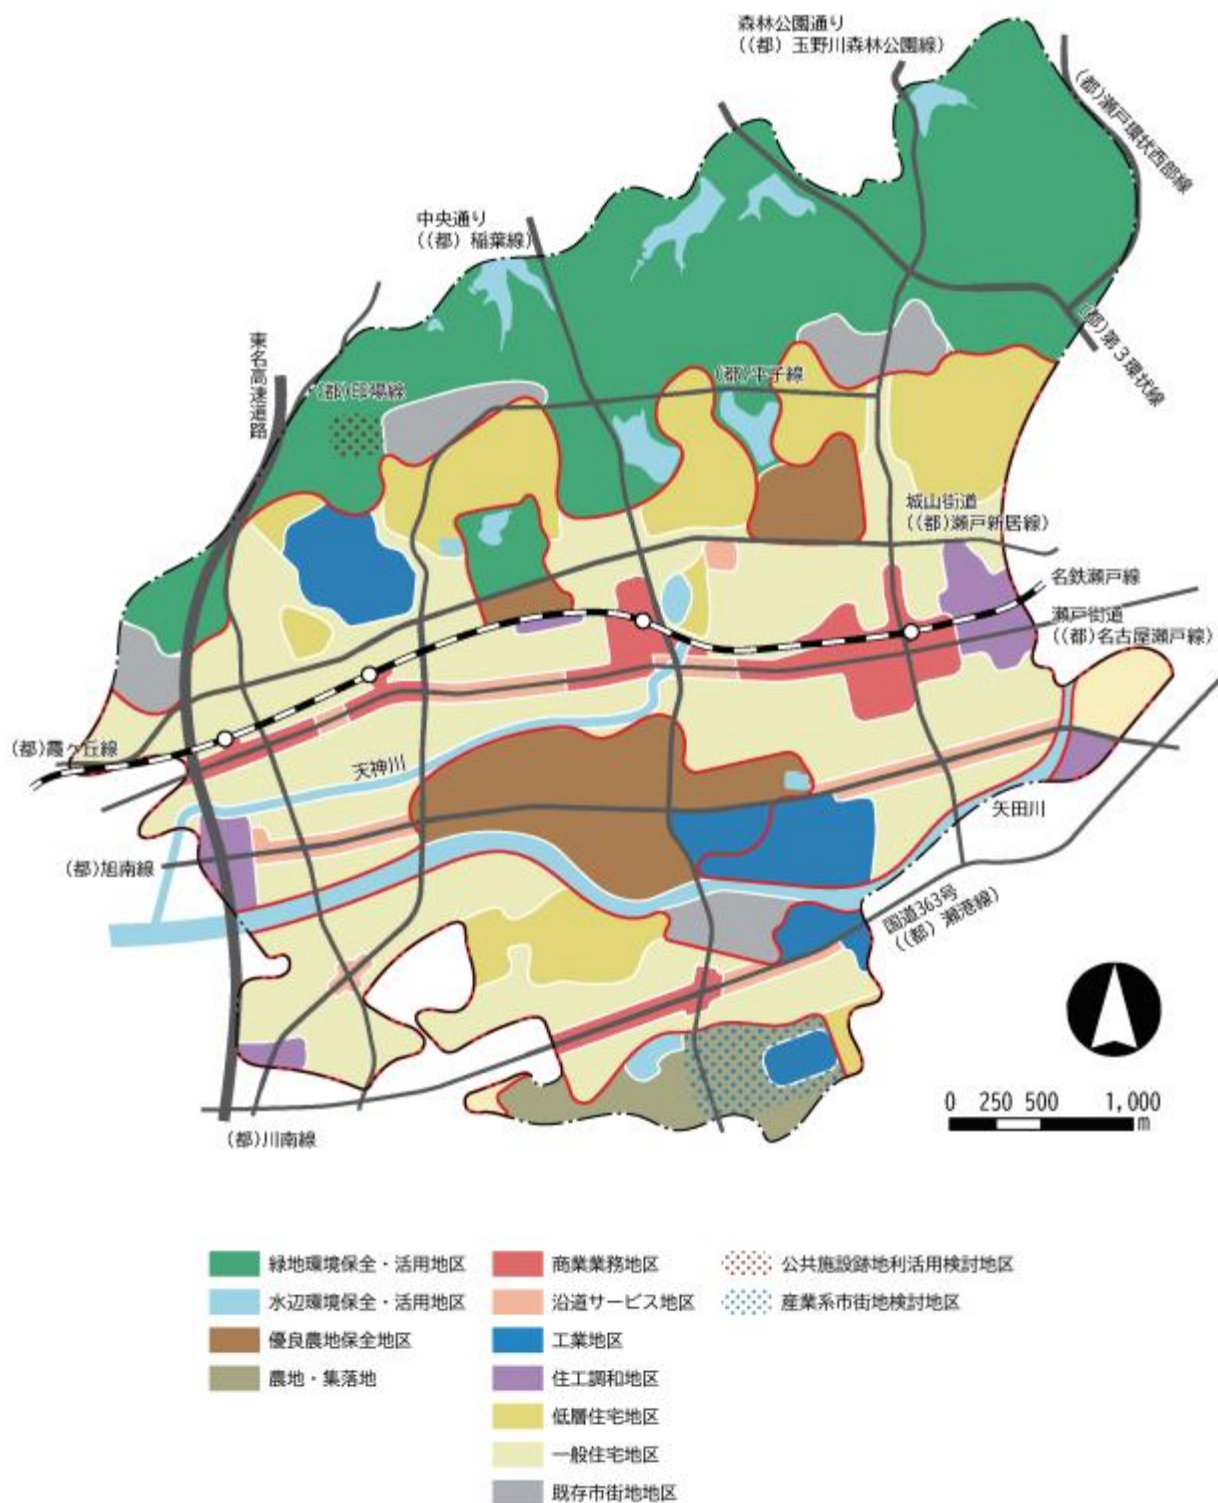 森林公園通り
((都) 玉野川森林公園線)
(都)瀬戸環状西部線
中央通り
((都) 稲葉線)
(都)第3環状線
東名高速道路
(都)印場線
(都)平子線
城山街道
((都)瀬戸新居線)
名鉄瀬戸線
瀬戸街道
((都)名古屋瀬戸線)
(都)霞ヶ丘線
天神川
矢田川
(都)旭南線
国道363号
((都) 瀬港線)
(都)川南線
0 250 500 1,000
m
緑地環境保全・活用地区
水辺環境保全・活用地区
優良農地保全地区
農地・集落地
商業業務地区
沿道サービス地区
工業地区
住工調和地区
低層住宅地区
一般住宅地区
既存市街地地区
公共施設跡地利活用検討地区
産業系市街地検討地区